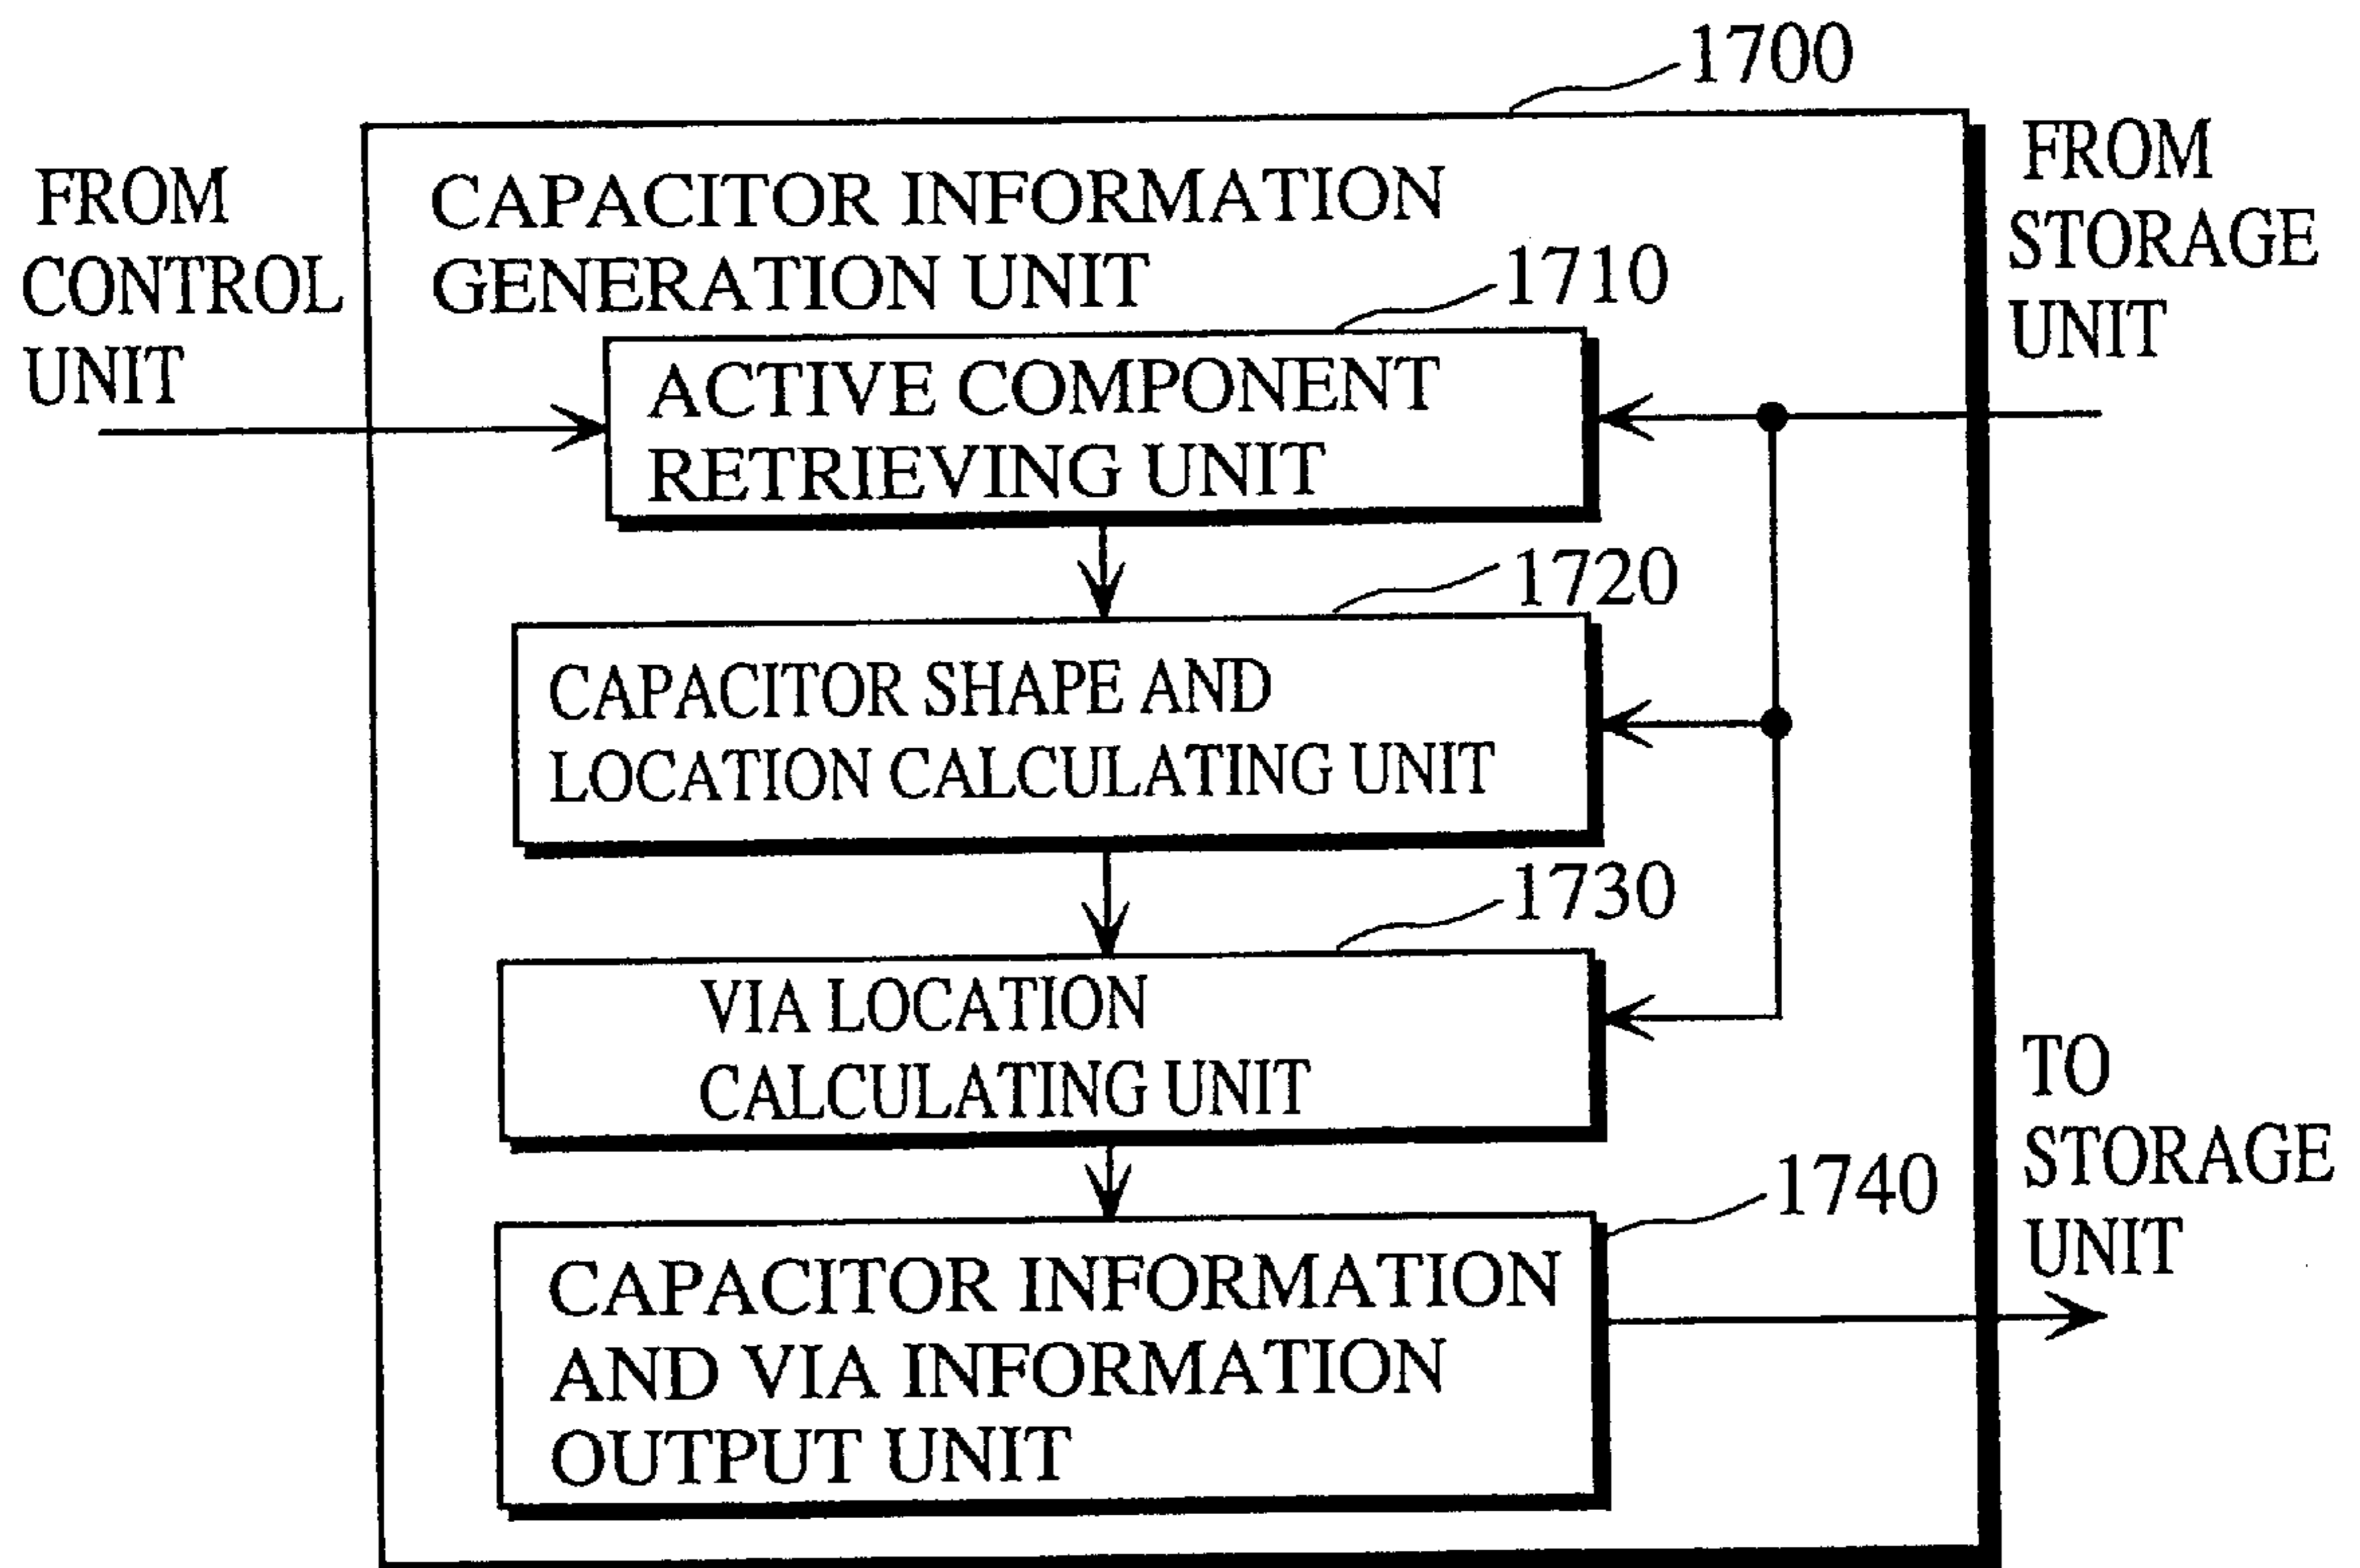 1700
FROM
CONTROL
UNIT
CAPACITOR INFORMATION
GENERATION UNIT
FROM
STORAGE
UNIT
1710
ACTIVE COMPONENT
RETRIEVING UNIT
1720
CAPACITOR SHAPE AND
LOCATION CALCULATING UNIT
1730
VIA LOCATION
CALCULATING UNIT
TO
STORAGE
UNIT
1740
CAPACITOR INFORMATION
AND VIA INFORMATION
OUTPUT UNIT